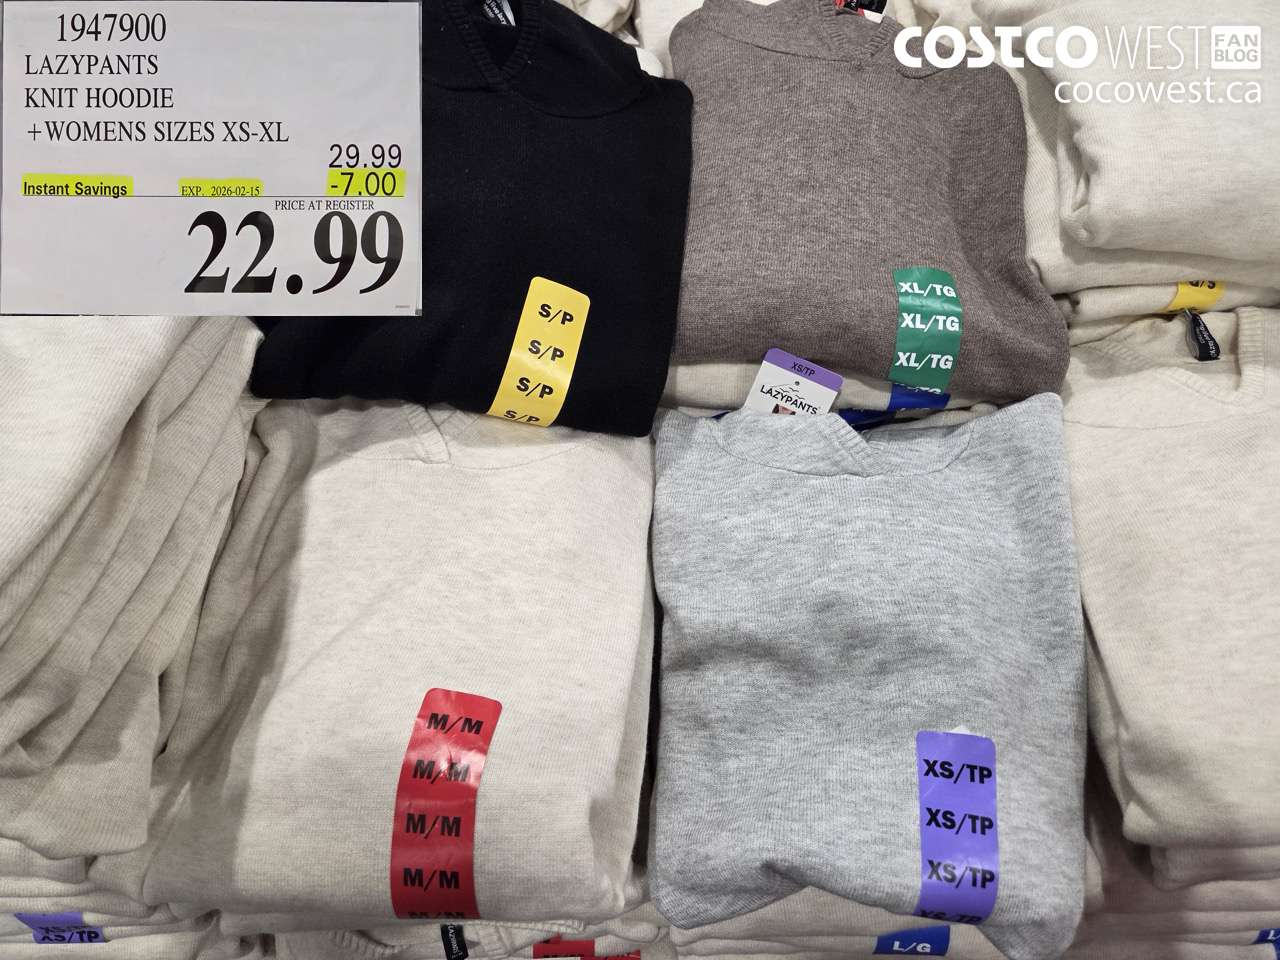 1947900
LAZYPANTS
KNIT HOODIE
+WOMENS SIZES XS-XL
29.99
Instant Savings EXP. 2026-02-15 -7.00
PRICE AT REGISTER
22.99
COSTCO WEST FAN BLOG
cocowest.ca
S/P
S/P
S/P
S/P
XL/TG
XL/TG
XL/TG
XS/TP
LAZYPANTS
M/M
M/M
M/M
M/M
M/M
XS/TP
XS/TP
XS/TP
XS/TP
XS/TP
L/G